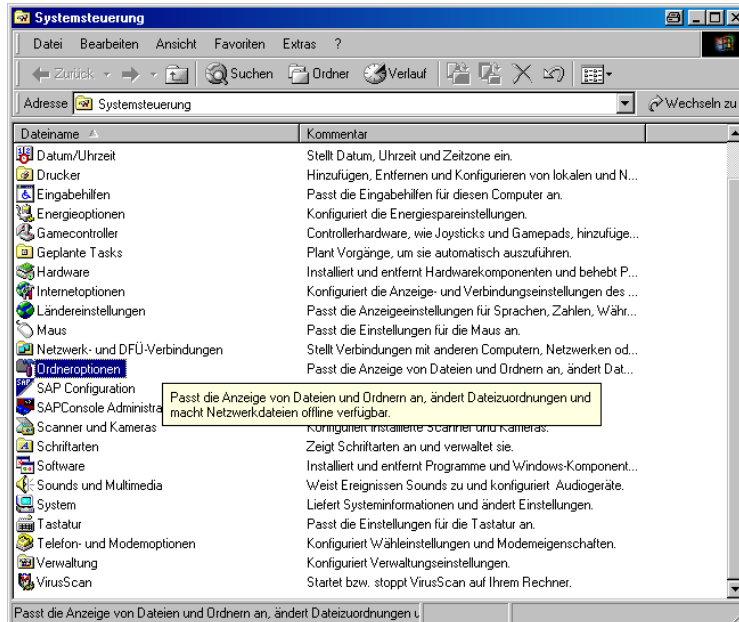 Systemsteuerung
Datei Bearbeiten Ansicht Favoriten Extras ?
Zurück Suchen Ordner Verlauf
Adresse Systemsteuerung Wechseln zu
Dateiname Kommentar
Datum/Uhrzeit Stellt Datum, Uhrzeit und Zeitzone ein.
Drucker Hinzufügen, Entfernen und Konfigurieren von lokalen und N...
Eingabehilfen Passt die Eingabehilfen für diesen Computer an.
Energieoptionen Konfiguriert die Energiespareinstellungen.
Gamecontroller Controllerhardware, wie Joysticks und Gamepads, hinzufüge...
Geplante Tasks Plant Vorgänge, um sie automatisch auszuführen.
Hardware Installiert und entfernt Hardwarekomponenten und behebt P...
Internetoptionen Konfiguriert die Anzeige- und Verbindungseinstellungen des ...
Ländereinstellungen Passt die Anzeigeeinstellungen für Sprachen, Zahlen, Währ...
Maus Passt die Einstellungen für die Maus an.
Netzwerk- und DFÜ-Verbindungen Stellt Verbindungen mit anderen Computern, Netzwerken od...
Ordneroptionen Passt die Anzeige von Dateien und Ordnern an, ändert Dat...
SAP SAP Configuration
Passt die Anzeige von Dateien und Ordnern an, ändert Dateizuordnungen und
SAPConsole Administra
macht Netzwerkdateien offline verfügbar.
Scanner und Kameras Konfiguriert installierte Scanner und Kameras.
Schriftarten Zeigt Schriftarten an und verwaltet sie.
Software Installiert und entfernt Programme und Windows-Komponent...
Sounds und Multimedia Weist Ereignissen Sounds zu und konfiguriert Audiogeräte.
System Liefert Systeminformationen und ändert Einstellungen.
Tastatur Passt die Einstellungen für die Tastatur an.
Telefon- und Modemoptionen Konfiguriert Wähleinstellungen und Modemeigenschaften.
Verwaltung Konfiguriert Verwaltungseinstellungen.
VirusScan Startet bzw. stoppt VirusScan auf Ihrem Rechner.
Passt die Anzeige von Dateien und Ordnern an, ändert Dateizuordnungen u